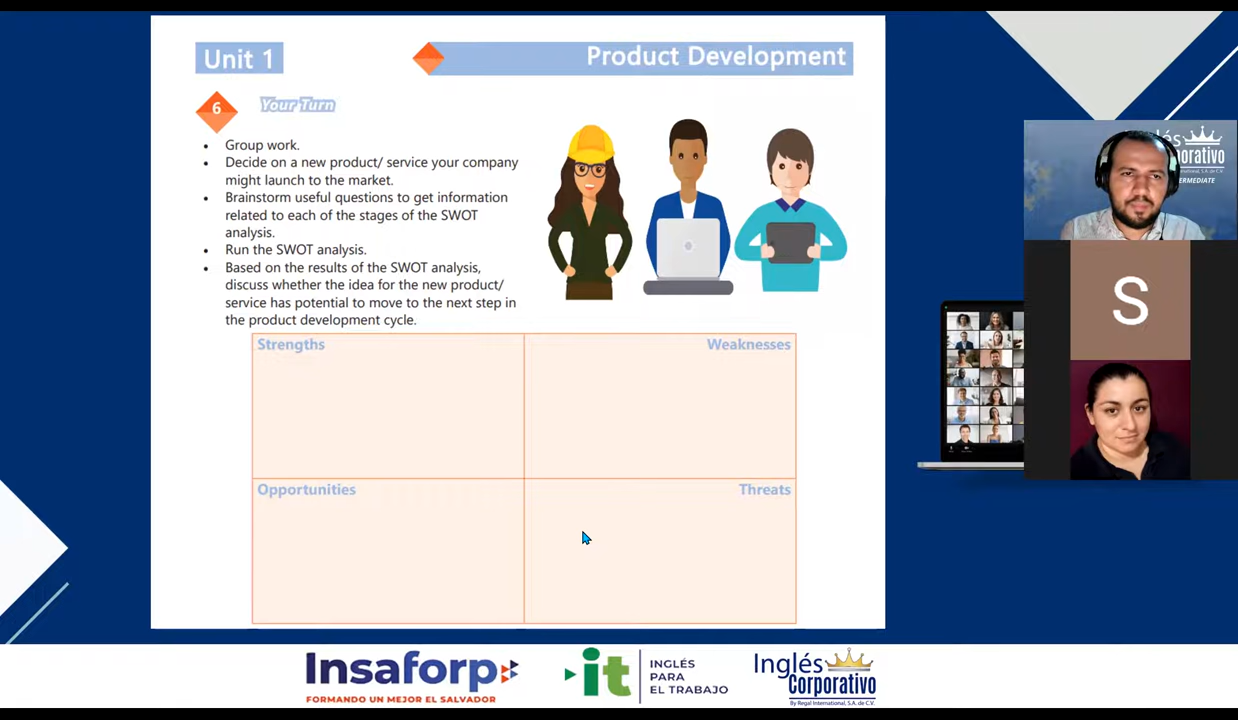 Unit 1
Product Development
6
Your Turn
• Group work.
• Decide on a new product/ service your company
might launch to the market.
• Brainstorm useful questions to get information
related to each of the stages of the SWOT
analysis.
• Run the SWOT analysis.
• Based on the results of the SWOT analysis,
discuss whether the idea for the new product/
service has potential to move to the next step in
the product development cycle.
Strengths
Weaknesses
Opportunities
Threats
S
Insaforp
FORMANDO UN MEJOR EL SALVADOR
it
INGLÉS
PARA
EL TRABAJO
Inglés
Corporativo
By Regal International, S.A. de C.V.